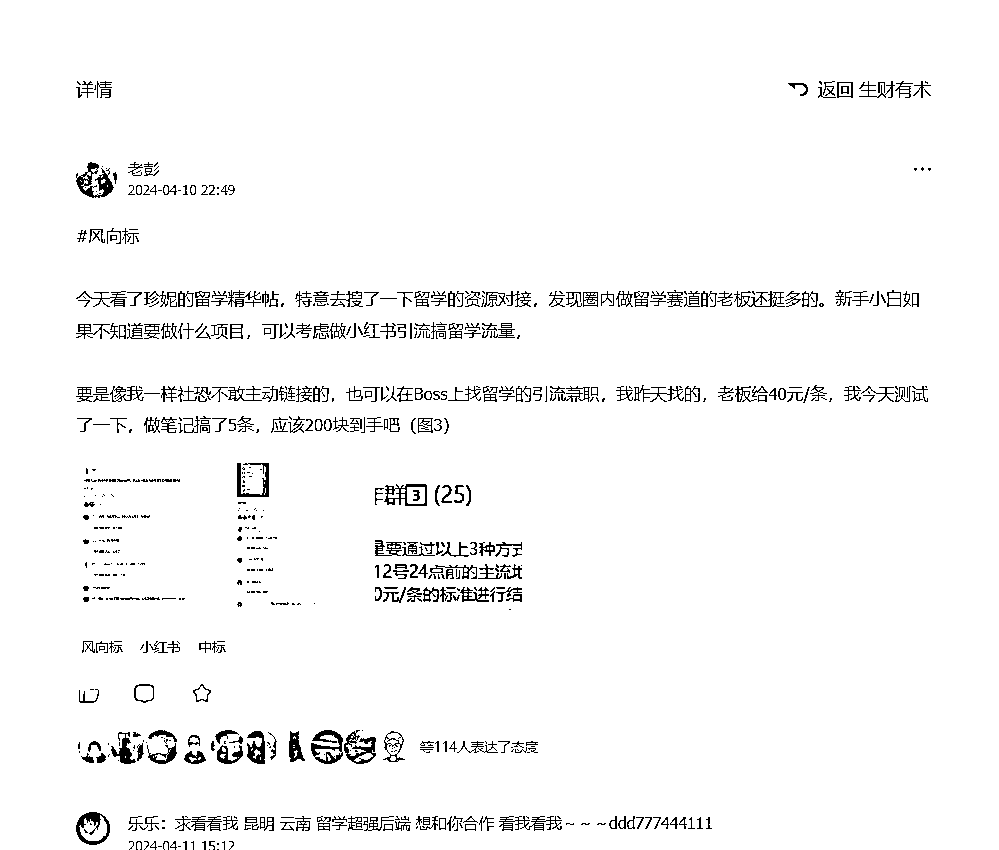 详情
返回 生财有术
老彭
2024-04-10 22:49
#风向标
今天看了珍妮的留学精华帖，特意去搜了一下留学的资源对接，发现圈内做留学赛道的老板还挺多的。新手小白如
果不知道要做什么项目，可以考虑做小红书引流搞留学流量，
要是像我一样社恐不敢主动链接的，也可以在Boss上找留学的引流兼职，我昨天找的，老板给40元/条，我今天测试
了一下，做笔记搞了5条，应该200块到手吧（图3）
群3 (25)
要通过以上3种方式
12号24点前的主流
0元/条的标准进行结
风向标 小红书 中标
等114人表达了态度
乐乐：求看看我 昆明 云南 留学超强后端 想和你合作 看我看我~ ~ ~ddd777444111
2024-04-11 15:12